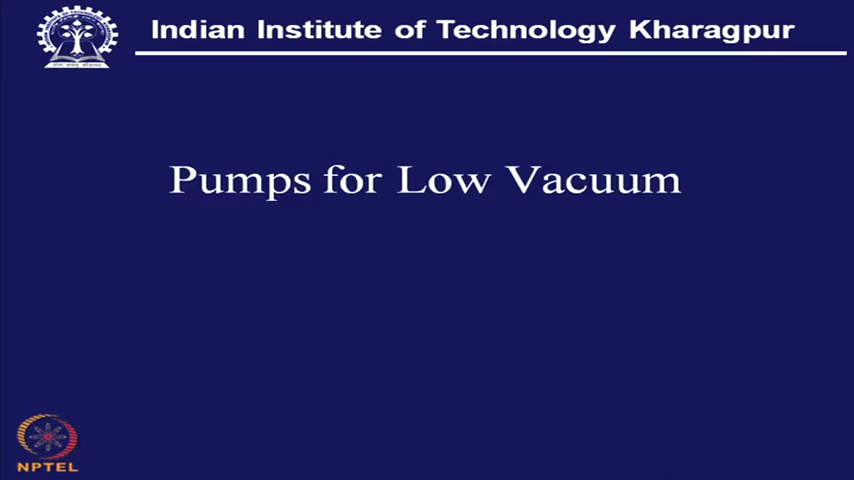 Indian Institute of Technology Kharagpur
Pumps for Low Vacuum
NPTEL